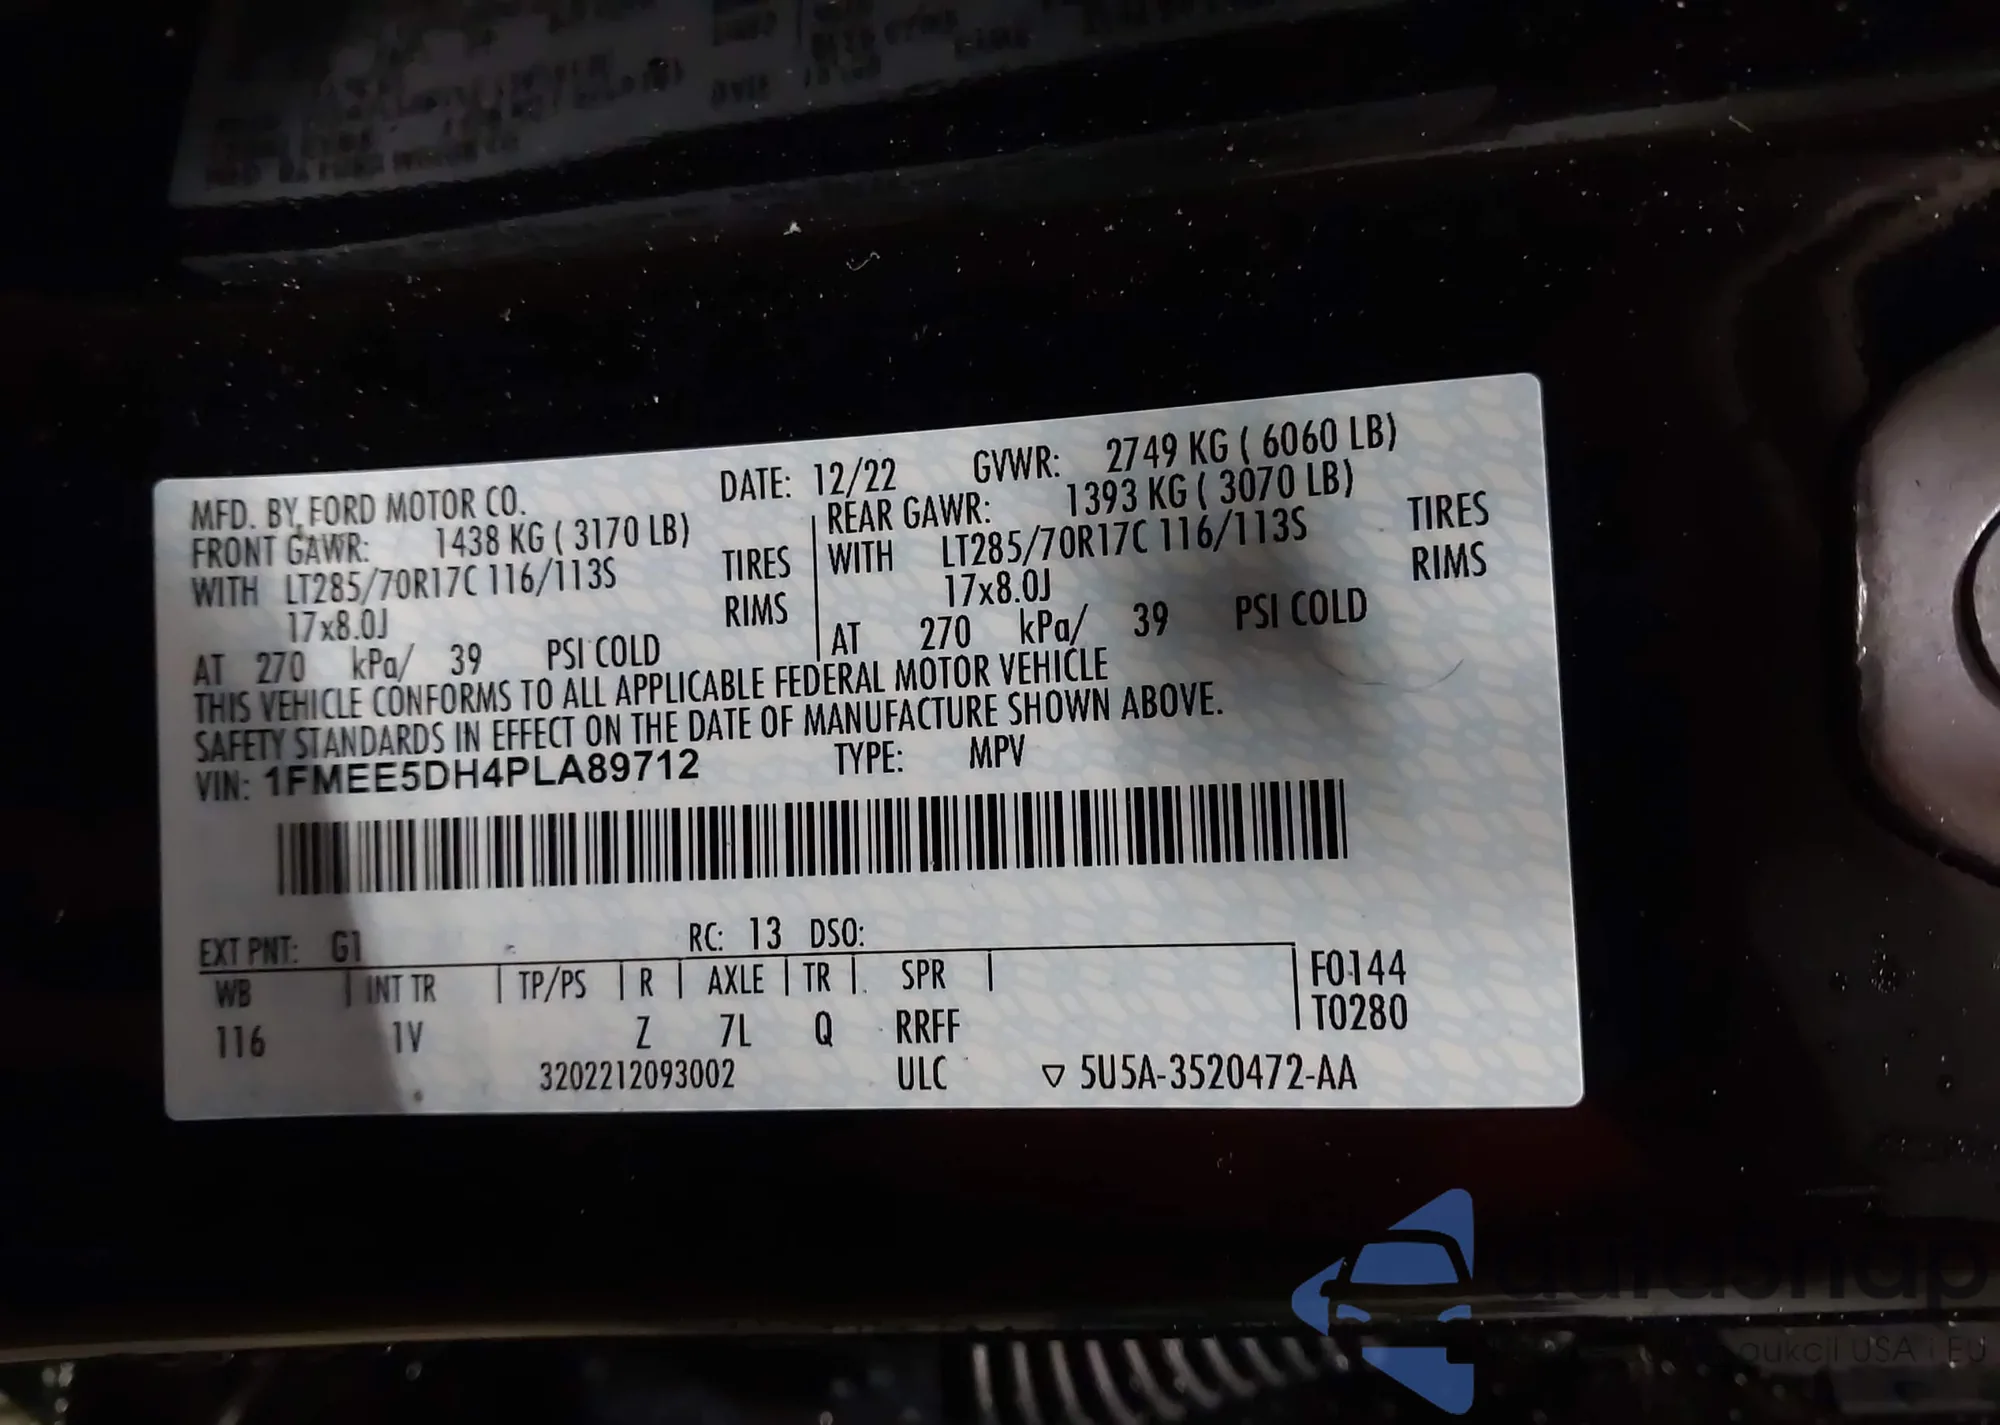 MFD. BY FORD MOTOR CO. DATE: 12/22 GVWR: 2749 KG ( 6060 LB)
FRONT GAWR: 1438 KG ( 3170 LB) REAR GAWR: 1393 KG ( 3070 LB)
WITH LT285/70R17C 116/113S TIRES WITH LT285/70R17C 116/113S TIRES
17x8.0J RIMS 17x8.0J RIMS
AT 270 kPa/ 39 PSI COLD AT 270 kPa/ 39 PSI COLD
THIS VEHICLE CONFORMS TO ALL APPLICABLE FEDERAL MOTOR VEHICLE
SAFETY STANDARDS IN EFFECT ON THE DATE OF MANUFACTURE SHOWN ABOVE.
VIN: 1FMEE5DH4PLA89712 TYPE: MPV
EXT PNT: G1 RC: 13 DSO:
WB INT TR TP/PS R AXLE TR SPR F0144
116 1V Z 7L Q RRFF T0280
3202212093002 ULC ▽ 5U5A-3520472-AA
aukcji USA i EU